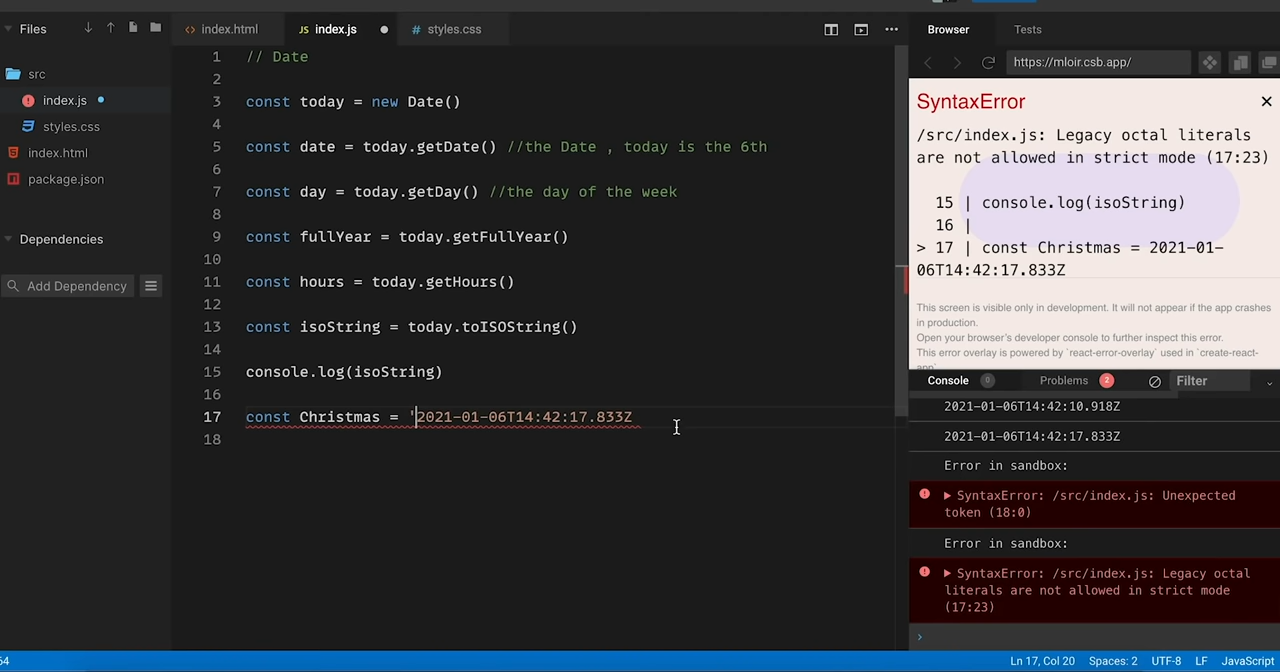 Files
index.html
JS index.js
# styles.css
Browser
Tests
https://mloir.csb.app/
src
index.js
styles.css
index.html
package.json
Dependencies
Add Dependency
1 // Date
2
3 const today = new Date()
4
5 const date = today.getDate() //the Date , today is the 6th
6
7 const day = today.getDay() //the day of the week
8
9 const fullYear = today.getFullYear()
10
11 const hours = today.getHours()
12
13 const isoString = today.toISOString()
14
15 console.log(isoString)
16
17 const Christmas = '2021-01-06T14:42:17.833Z
18
SyntaxError
/src/index.js: Legacy octal literals
are not allowed in strict mode (17:23)
15 | console.log(isoString)
16 |
> 17 | const Christmas = 2021-01-
06T14:42:17.833Z
This screen is visible only in development. It will not appear if the app crashes
in production.
Open your browser's developer console to further inspect this error.
This error overlay is powered by `react-error-overlay` used in `create-react-
app`
Console 0
Problems 2
Filter
2021-01-06T14:42:10.918Z
2021-01-06T14:42:17.833Z
Error in sandbox:
SyntaxError: /src/index.js: Unexpected
token (18:0)
Error in sandbox:
SyntaxError: /src/index.js: Legacy octal
literals are not allowed in strict mode
(17:23)
64
Ln 17, Col 20
Spaces: 2
UTF-8
LF
JavaScript